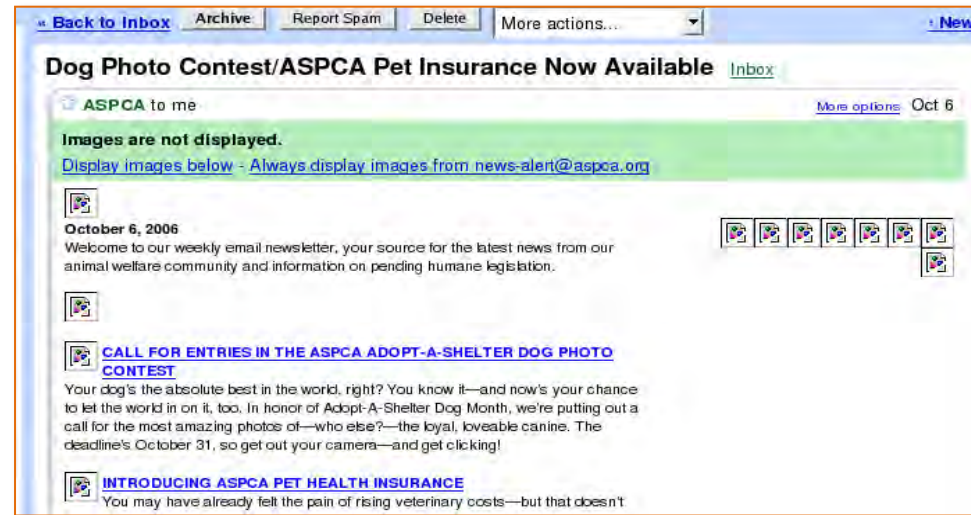 « Back to Inbox Archive Report Spam Delete More actions... ‹ New
Dog Photo Contest/ASPCA Pet Insurance Now Available Inbox
ASPCA to me More options Oct 6
Images are not displayed.
Display images below - Always display images from news-alert@aspca.org
October 6, 2006
Welcome to our weekly email newsletter, your source for the latest news from our
animal welfare community and information on pending humane legislation.
CALL FOR ENTRIES IN THE ASPCA ADOPT-A-SHELTER DOG PHOTO
CONTEST
Your dog's the absolute best in the world, right? You know it—and now's your chance
to let the world in on it, too. In honor of Adopt-A-Shelter Dog Month, we're putting out a
call for the most amazing photos of—who else?—the loyal, loveable canine. The
deadline's October 31, so get out your camera—and get clicking!
INTRODUCING ASPCA PET HEALTH INSURANCE
You may have already felt the pain of rising veterinary costs—but that doesn't